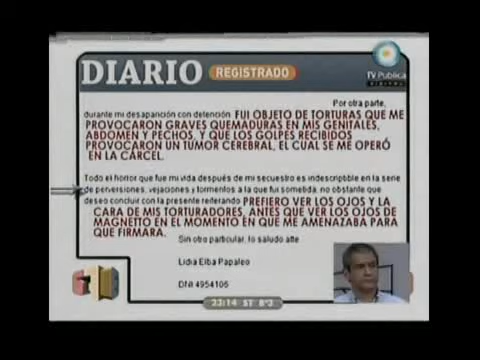 DIARIO REGISTRADO
TV Pública
DIGITAL
Por otra parte,
durante mi desaparición con detención FUI OBJETO DE TORTURAS QUE ME
PROVOCARON GRAVES QUEMADURAS EN MIS GENITALES,
ABDOMEN Y PECHOS, Y QUE LOS GOLPES RECIBIDOS
PROVOCARON UN TUMOR CEREBRAL, EL CUAL SE ME OPERÓ
EN LA CÁRCEL.
Todo el horror que fue mi vida después de mi secuestro es indescriptible en la serie
de perversiones, vejaciones y tormentos a la que fui sometida, no obstante que
deseo concluir con la presente reiterando PREFIERO VER LOS OJOS Y LA
CARA DE MIS TORTURADORES, ANTES QUE VER LOS OJOS DE
MAGNETTO EN EL MOMENTO EN QUE ME AMENAZABA PARA
QUE FIRMARA.
Sin otro particular, lo saludo atte
Lidia Elba Papaleo
DNI 4954106
23:14 ST 8º3